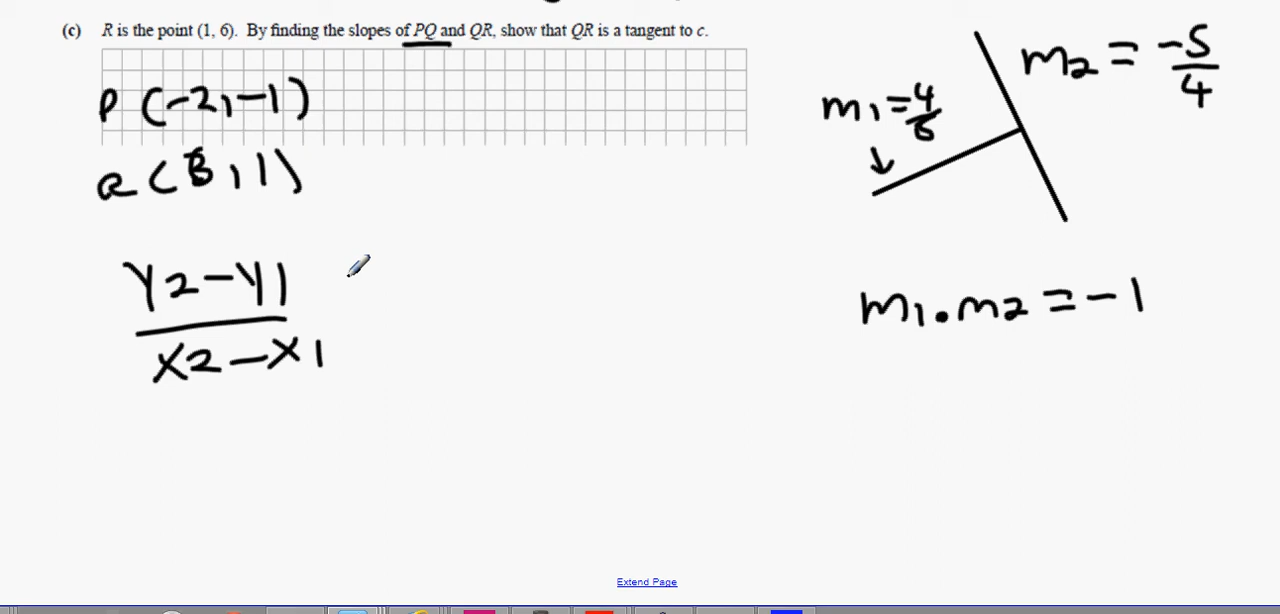 (c) R is the point (1, 6). By finding the slopes of PQ and QR, show that QR is a tangent to c.
m2 = -5/4
m1 = 4/5
P (-2, -1)
Q (3, 1)
Y2 - Y1
X2 - X1
m1 . m2 = -1
Extend Page